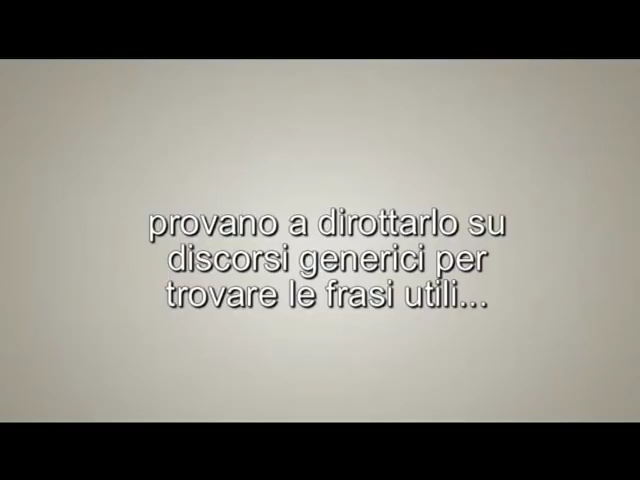 provano a dirottarlo su
discorsi generici per
trovare le frasi utili...